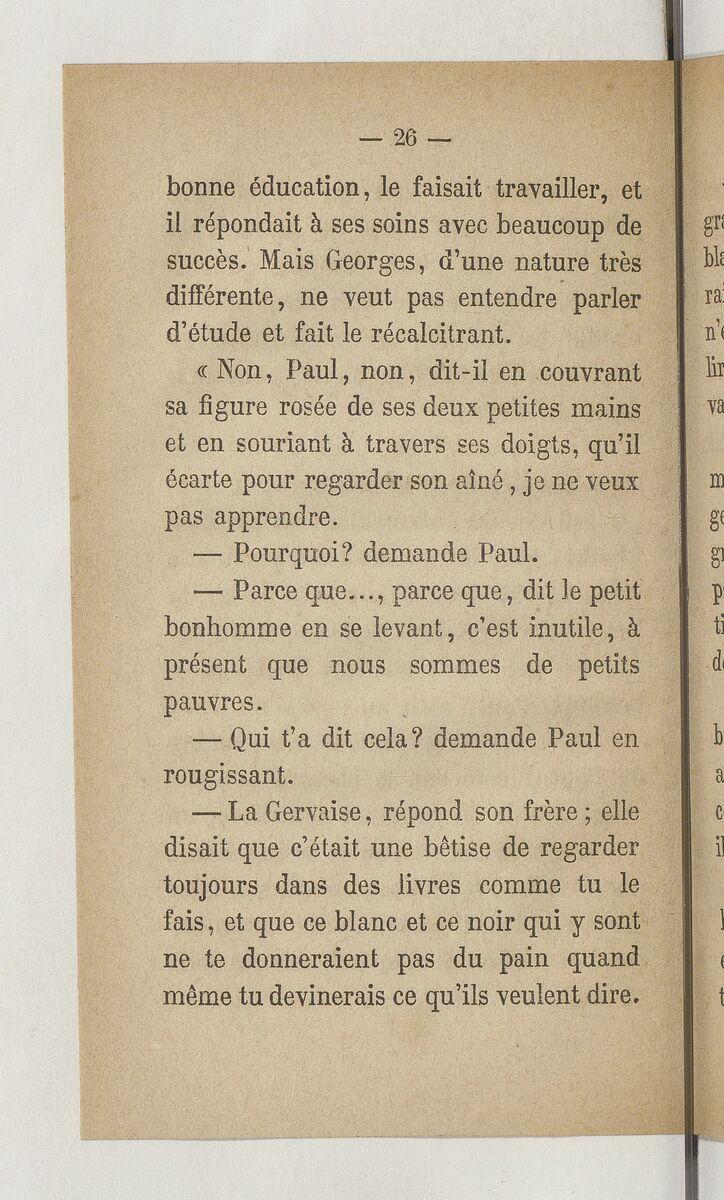 — 26 —
bonne éducation, le faisait travailler, et
il répondait à ses soins avec beaucoup de
succès. Mais Georges, d'une nature très
différente, ne veut pas entendre parler
d'étude et fait le récalcitrant.
« Non, Paul, non, dit-il en couvrant
sa figure rosée de ses deux petites mains
et en souriant à travers ses doigts, qu'il
écarte pour regarder son aîné, je ne veux
pas apprendre.
— Pourquoi? demande Paul.
— Parce que..., parce que, dit le petit
bonhomme en se levant, c'est inutile, à
présent que nous sommes de petits
pauvres.
— Qui t'a dit cela? demande Paul en
rougissant.
— La Gervaise, répond son frère; elle
disait que c'était une bêtise de regarder
toujours dans des livres comme tu le
fais, et que ce blanc et ce noir qui y sont
ne te donneraient pas du pain quand
même tu devinerais ce qu'ils veulent dire.